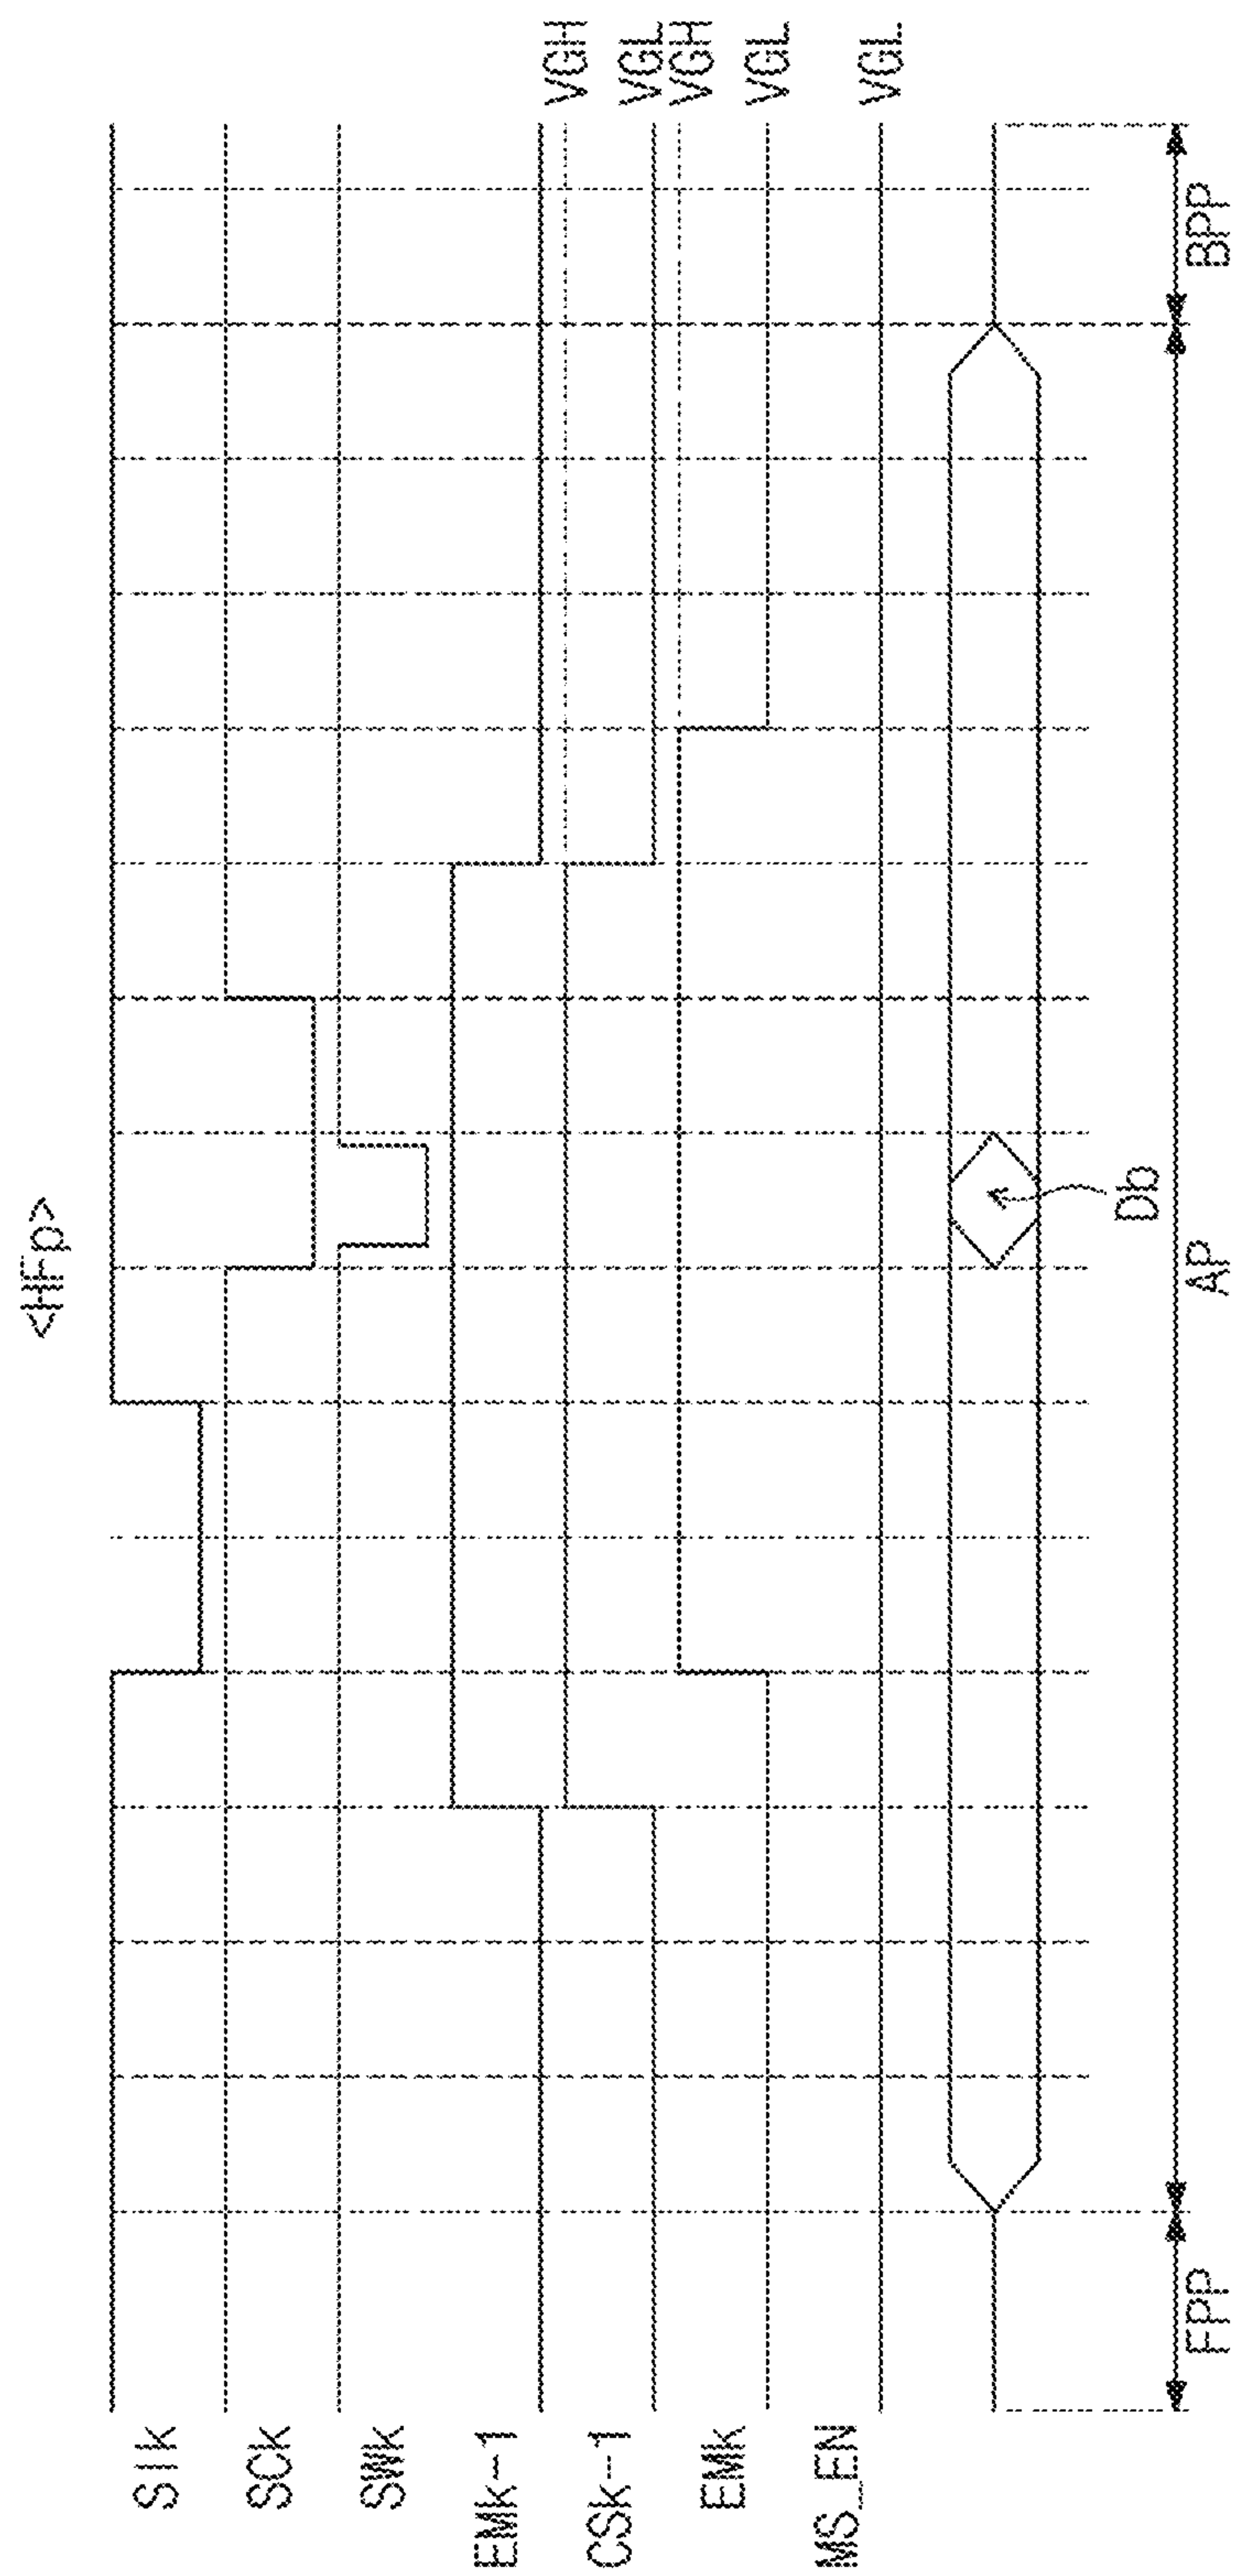 <HFp>
SIk
SCk
SWk
EMk-1
VGH
CSk-1
VGL
VGH
EMk
VGL
MS_EN
VGL
Db
FPP
AP
BPP